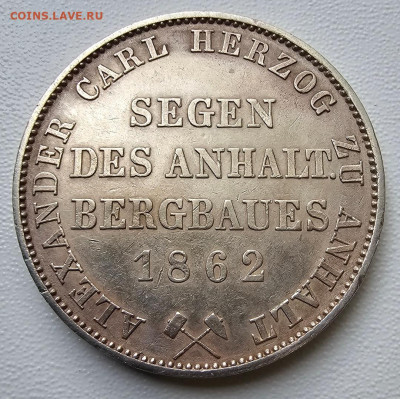 COINS.LAVE.RU
ALEXANDER CARL HERZOG ZU ANHALT
SEGEN
DES ANHALT.
BERGBAUES
1862